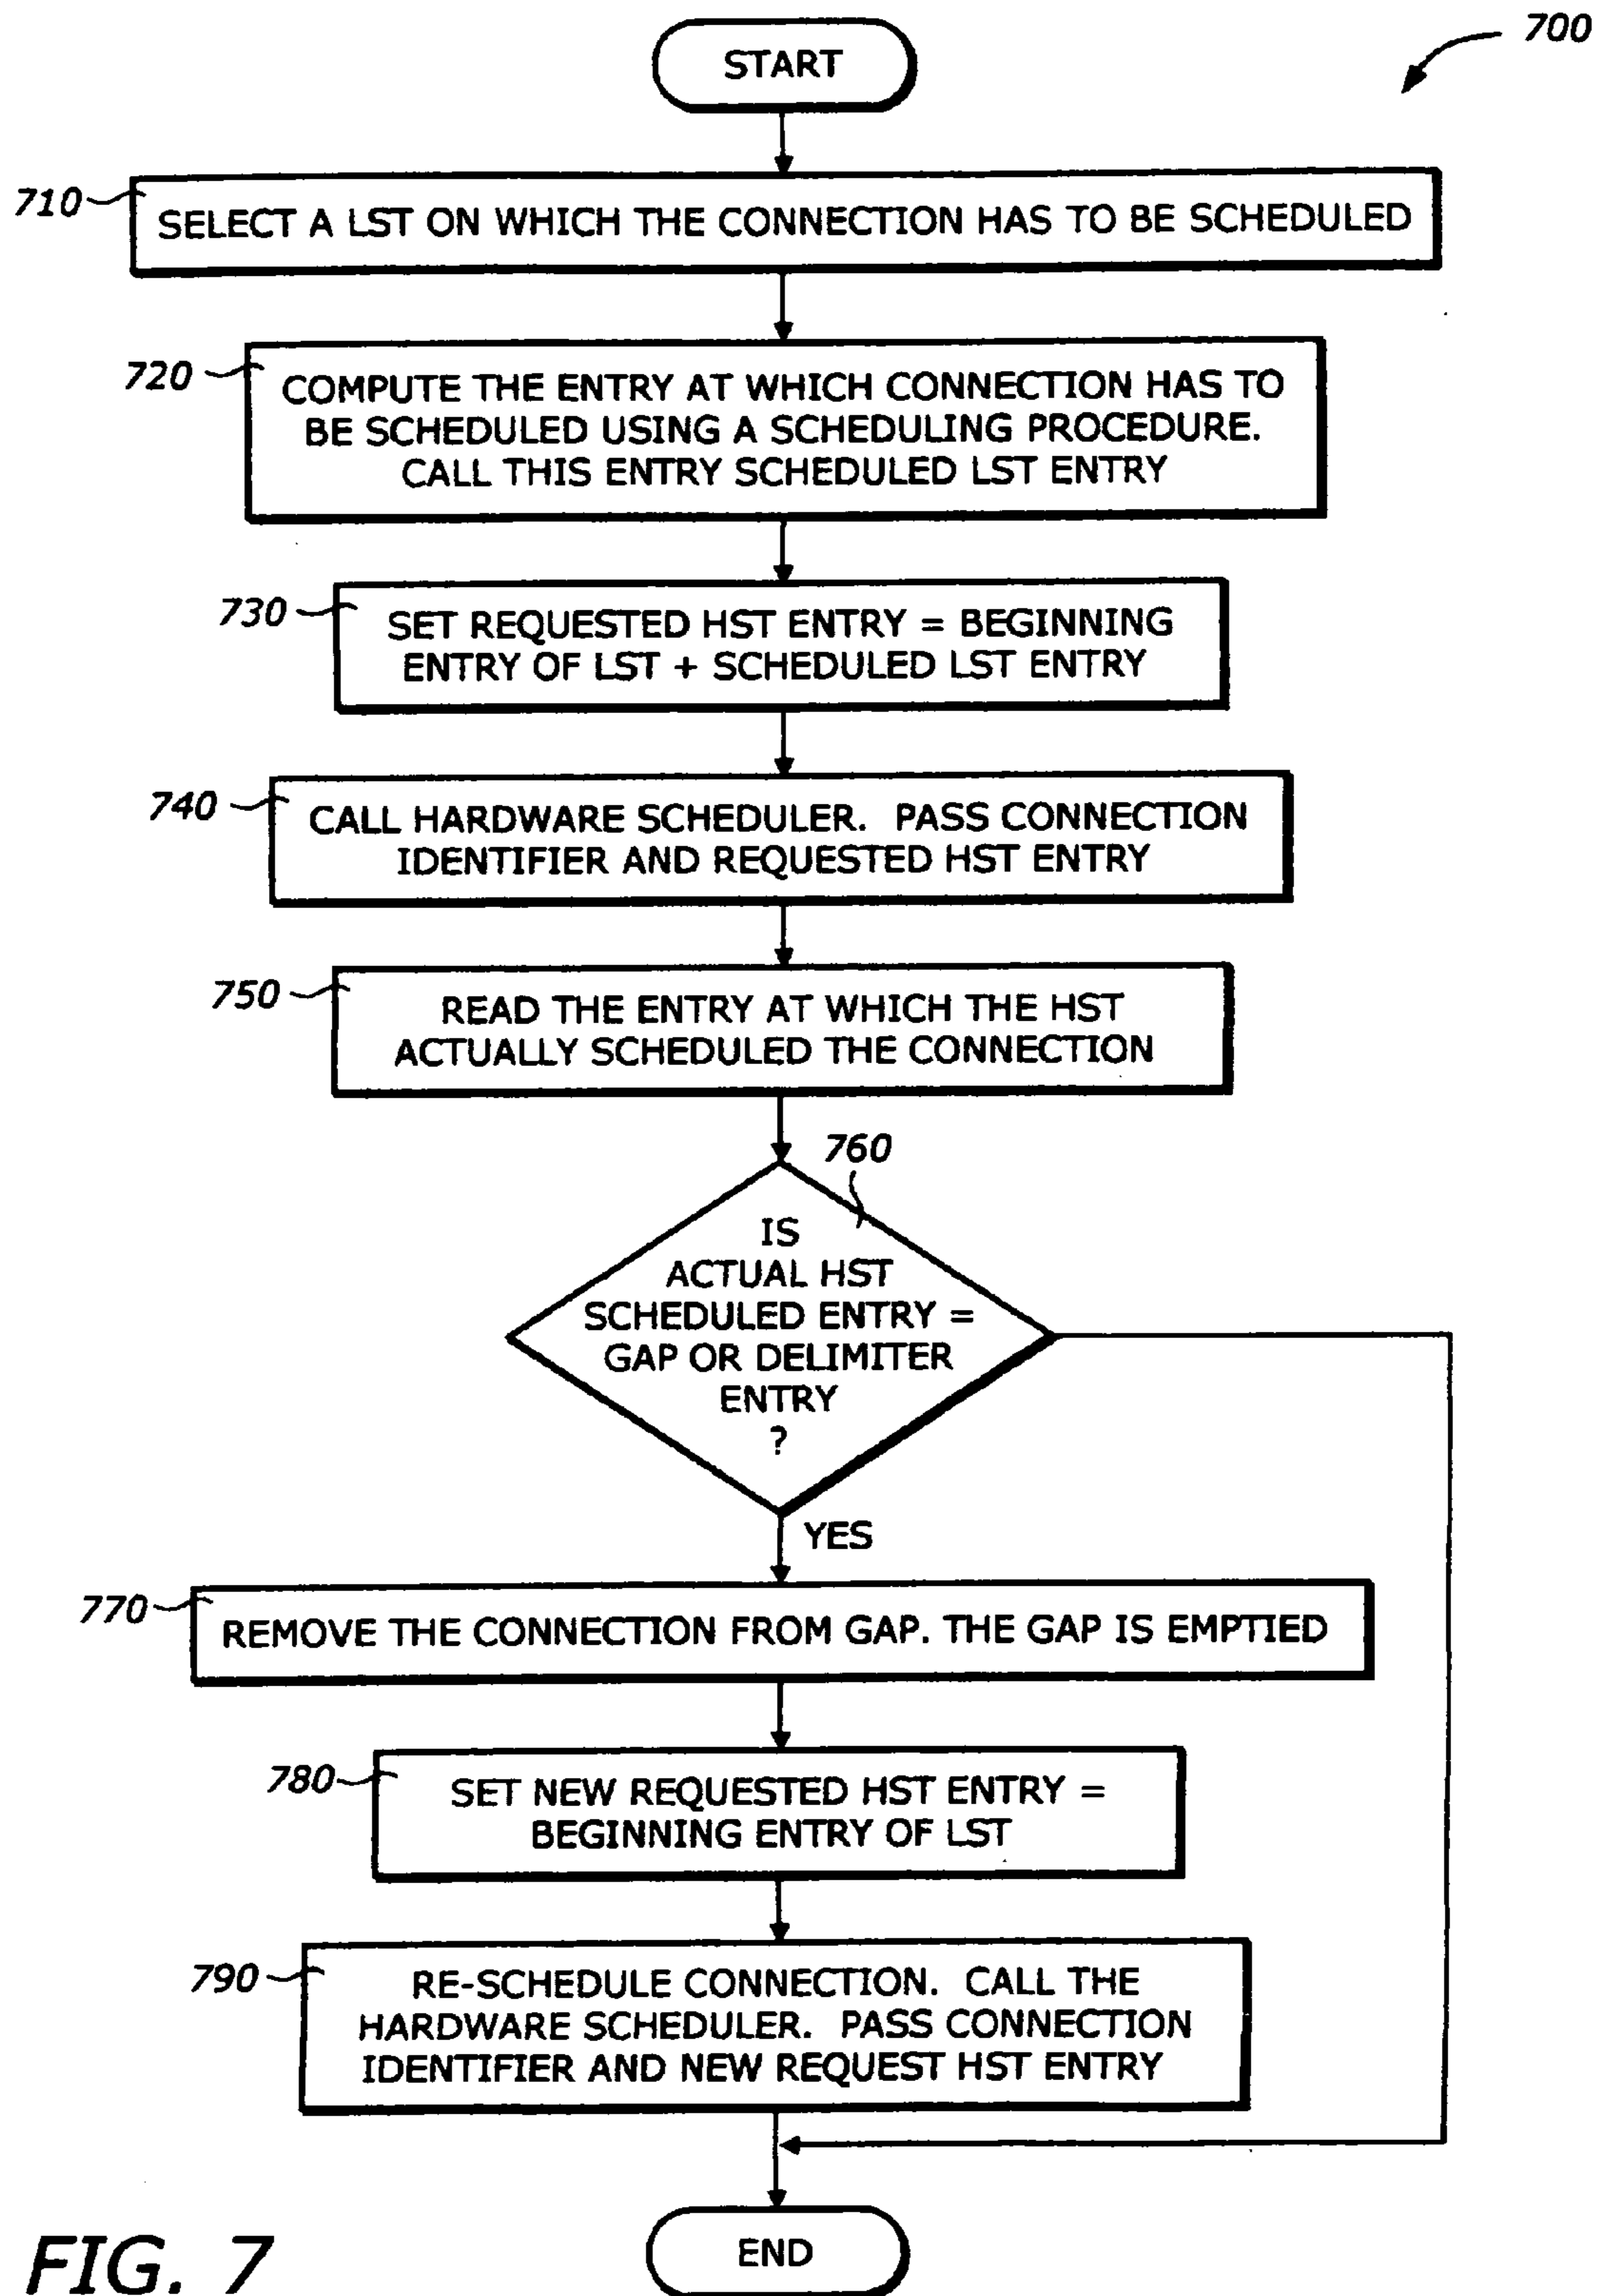 700
START
710
SELECT A LST ON WHICH THE CONNECTION HAS TO BE SCHEDULED
720
COMPUTE THE ENTRY AT WHICH CONNECTION HAS TO
BE SCHEDULED USING A SCHEDULING PROCEDURE.
CALL THIS ENTRY SCHEDULED LST ENTRY
730
SET REQUESTED HST ENTRY = BEGINNING
ENTRY OF LST + SCHEDULED LST ENTRY
740
CALL HARDWARE SCHEDULER. PASS CONNECTION
IDENTIFIER AND REQUESTED HST ENTRY
750
READ THE ENTRY AT WHICH THE HST
ACTUALLY SCHEDULED THE CONNECTION
760
IS
ACTUAL HST
SCHEDULED ENTRY =
GAP OR DELIMITER
ENTRY
?
YES
770
REMOVE THE CONNECTION FROM GAP. THE GAP IS EMPTIED
780
SET NEW REQUESTED HST ENTRY =
BEGINNING ENTRY OF LST
790
RE-SCHEDULE CONNECTION. CALL THE
HARDWARE SCHEDULER. PASS CONNECTION
IDENTIFIER AND NEW REQUEST HST ENTRY
END
FIG. 7